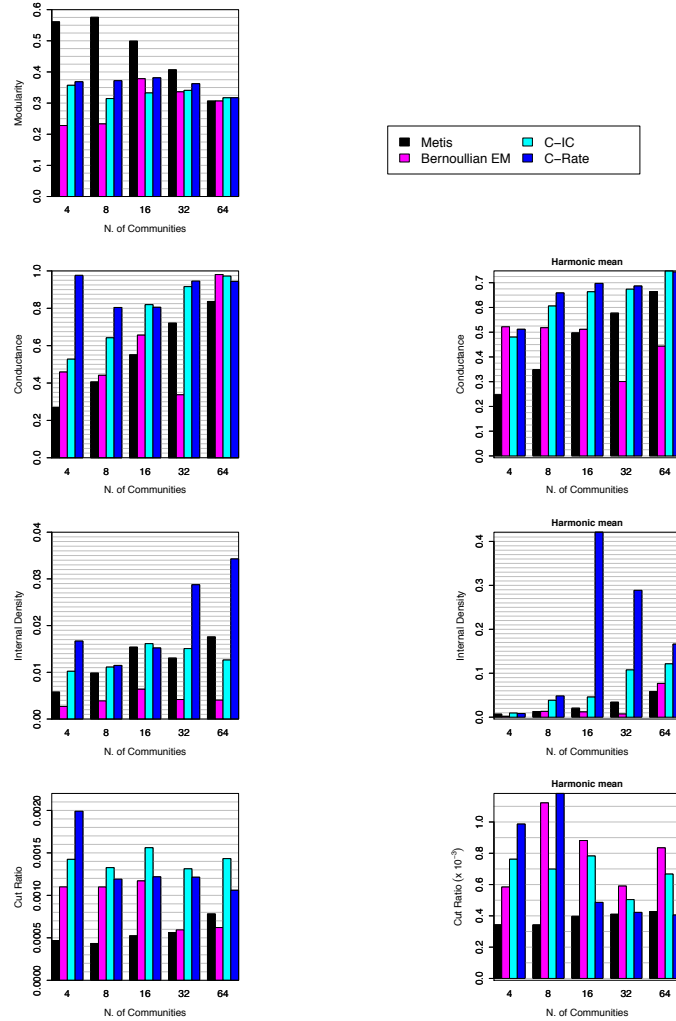 0.0 0.1 0.2 0.3 0.4 0.5 0.6
Modularity
4 8 16 32 64
N. of Communities
Metis
Bernoullian EM
C−IC
C−Rate
0.0 0.2 0.4 0.6 0.8 1.0
Conductance
4 8 16 32 64
N. of Communities
Harmonic mean
0.0 0.1 0.2 0.3 0.4 0.5 0.6 0.7
Conductance
4 8 16 32 64
N. of Communities
0.00 0.01 0.02 0.03 0.04
Internal Density
4 8 16 32 64
N. of Communities
Harmonic mean
0.0 0.1 0.2 0.3 0.4
Internal Density
4 8 16 32 64
N. of Communities
0.0000 0.0005 0.0010 0.0015 0.0020
Cut Ratio
4 8 16 32 64
N. of Communities
Harmonic mean
0.0 0.2 0.4 0.6 0.8 1.0
Cut Ratio (x 10⁻³)
4 8 16 32 64
N. of Communities